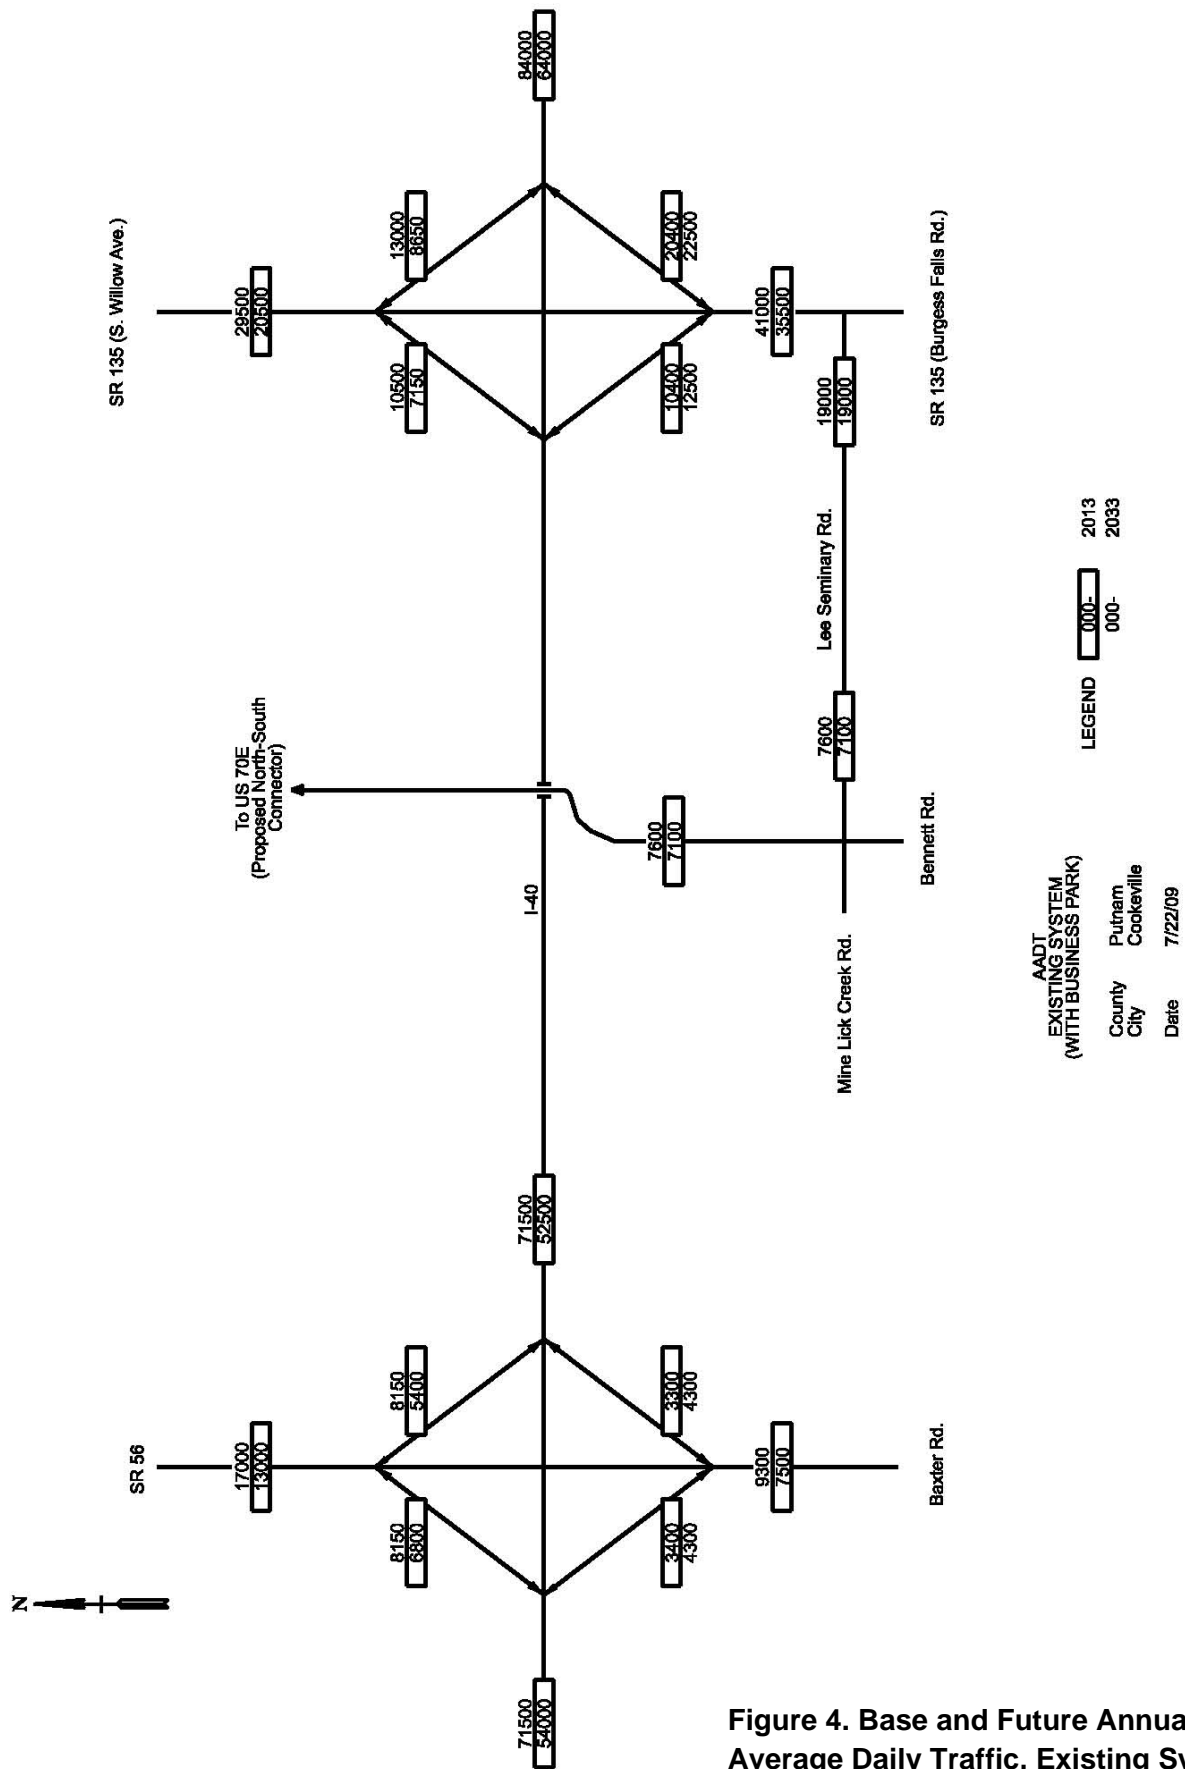 N
SR 56
17000
13000
8150
6800
8150
5400
71500
54000
71500
52500
3400
4300
3300
4300
9300
7500
Baxter Rd.
I-40
To US 70E
(Proposed North-South
Connector)
7600
7100
Mine Lick Creek Rd.
Bennett Rd.
7600
7100
Lee Seminary Rd.
19000
19000
SR 135 (S. Willow Ave.)
29500
20500
10500
7150
13000
8650
84000
64000
10400
12500
20400
22500
41000
35500
SR 135 (Burgess Falls Rd.)
AADT
EXISTING SYSTEM
(WITH BUSINESS PARK)
County Putnam
City Cookeville
Date 7/22/09
LEGEND 000- 2013
000- 2033
Figure 4. Base and Future Annua
Average Daily Traffic, Existing